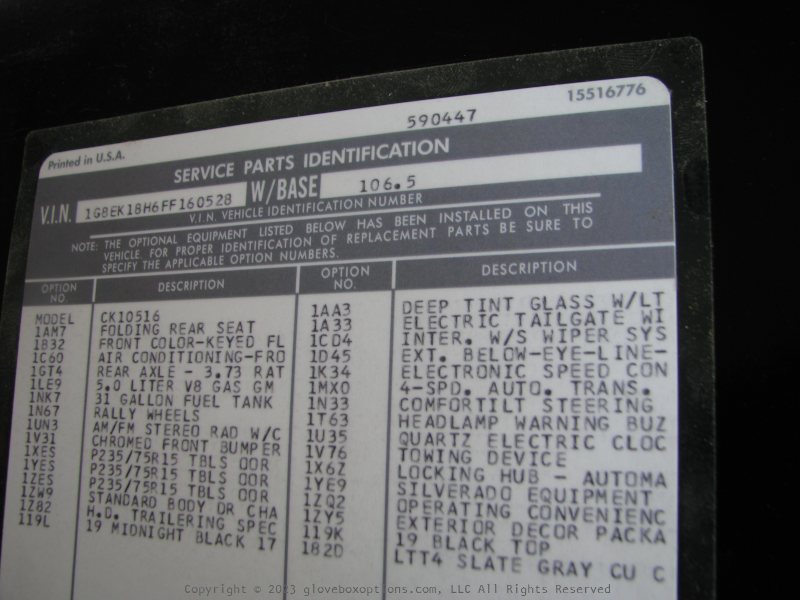 590447
15516776
Printed in U.S.A.
SERVICE PARTS IDENTIFICATION
V.I.N. 1G8EK18H6FF160528 W/BASE 106.5
V.I.N. VEHICLE IDENTIFICATION NUMBER
NOTE: THE OPTIONAL EQUIPMENT LISTED BELOW HAS BEEN INSTALLED ON THIS
VEHICLE. FOR PROPER IDENTIFICATION OF REPLACEMENT PARTS BE SURE TO
SPECIFY THE APPLICABLE OPTION NUMBERS.
OPTION NO. DESCRIPTION
MODEL CK10516
1AM7 FOLDING REAR SEAT
1B32 FRONT COLOR-KEYED FL
1C60 AIR CONDITIONING-FRO
1GT4 REAR AXLE - 3.73 RAT
1LE9 5.0 LITER V8 GAS GM
1NK7 31 GALLON FUEL TANK
1N67 RALLY WHEELS
1UN3 AM/FM STEREO RAD W/C
1V31 CHROMED FRONT BUMPER
1XES P235/75R15 TBLS OOR
1YES P235/75R15 TBLS OOR
1ZES P235/75R15 TBLS OOR
1ZW9 STANDARD BODY OR CHA
1Z82 H.D. TRAILERING SPEC
119L 19 MIDNIGHT BLACK 17
OPTION NO. DESCRIPTION
1AA3 DEEP TINT GLASS W/LT
1A33 ELECTRIC TAILGATE WI
1CD4 INTER. W/S WIPER SYS
1D45 EXT. BELOW-EYE-LINE-
1K34 ELECTRONIC SPEED CON
1MX0 4-SPD. AUTO. TRANS.
1N33 COMFORTILT STEERING
1T63 HEADLAMP WARNING BUZ
1U35 QUARTZ ELECTRIC CLOC
1V76 TOWING DEVICE
1X6Z LOCKING HUB - AUTOMA
1YE9 SILVERADO EQUIPMENT
1ZQ2 OPERATING CONVENIENC
1ZY5 EXTERIOR DECOR PACKA
119K 19 BLACK TOP
182D LTT4 SLATE GRAY CU C
Copyright © 2013 gloveboxoptions.com, LLC All Rights Reserved